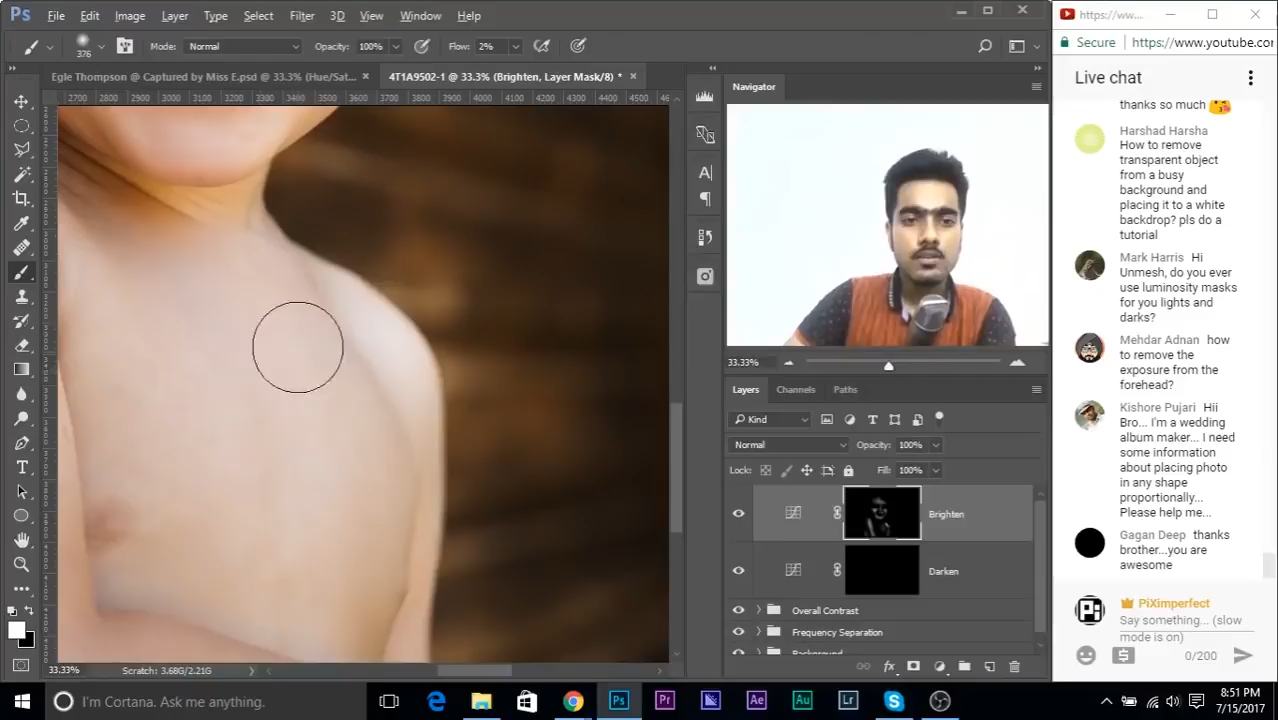 Ps File Edit Image Layer Type Select Filter 3D View Window Help
376 Mode: Normal Opacity: 100% Flow: 2%
Egle Thompson @ Captured by Miss E.psd @ 33.3% (Hue/Sat... × 4T1A9502-1 @ 33.3% (Brighten, Layer Mask/8) * ×
2700 2800 2900 3000 3100 3200 3300 3400 3500 3600 3700 3800 3900 4000 4100 4200 4300 4400 4500
Navigator
33.33%
Layers Channels Paths
Kind
Normal Opacity: 100%
Lock: Fill: 100%
Brighten
Darken
Overall Contrast
Frequency Separation
33.33% Scratch: 3.68G/2.21G
https://ww...
Secure https://www.youtube.cor
Live chat
thanks so much 😘
Harshad Harsha
How to remove
transparent object
from a busy
background and
placing it to a white
backdrop? pls do a
tutorial
Mark Harris Hi
Unmesh, do you ever
use luminosity masks
for you lights and
darks?
Mehdar Adnan how
to remove the
exposure from the
forehead?
Kishore Pujari Hii
Bro... I'm a wedding
album maker... I need
some information
about placing photo
in any shape
proportionally...
Please help me...
Gagan Deep thanks
brother...you are
awesome
PiXimperfect
Say something... (slow
mode is on)
0/200
I'm Cortana. Ask me anything.
Ps Pr Ae Au Lr
8:51 PM
7/15/2017